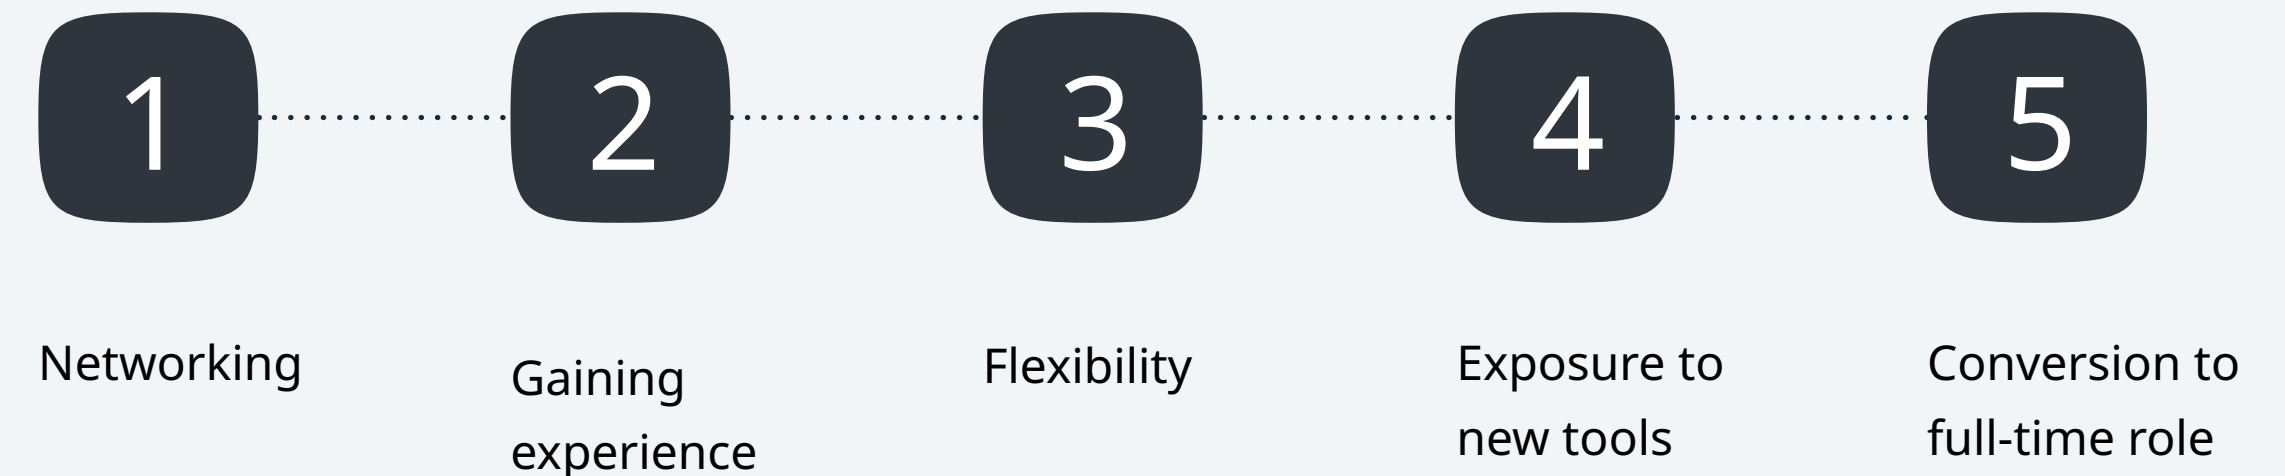 1
2
3
4
5
Networking
Gaining
experience
Flexibility
Exposure to
new tools
Conversion to
full-time role